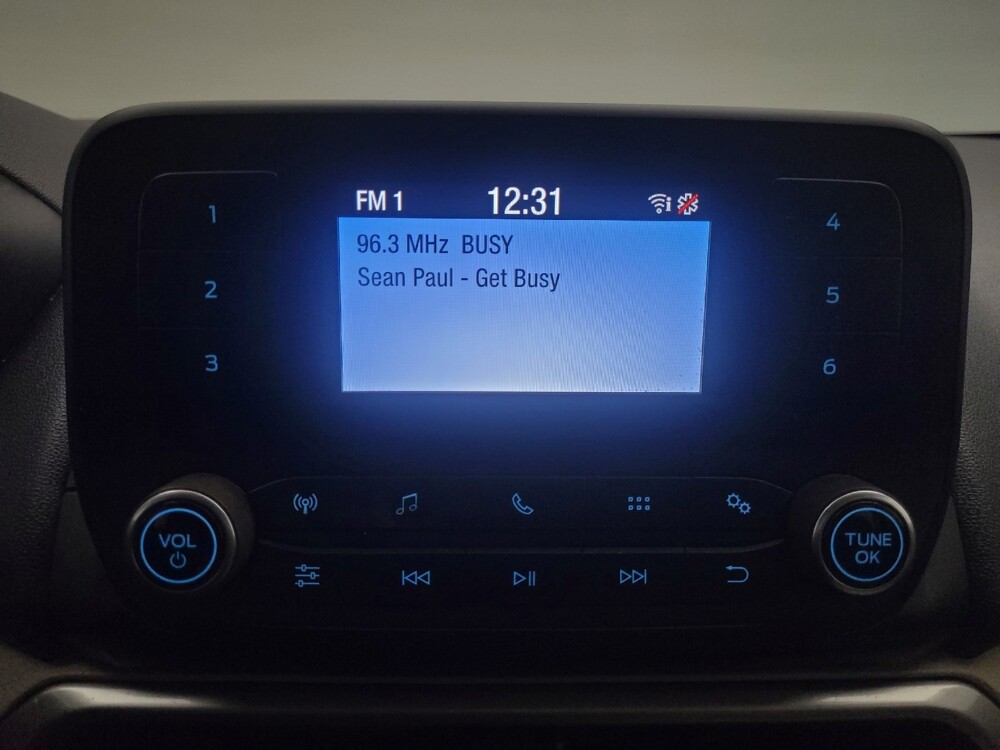 FM 1 12:31
96.3 MHz BUSY
Sean Paul - Get Busy
1
2
3
4
5
6
VOL
TUNE
OK